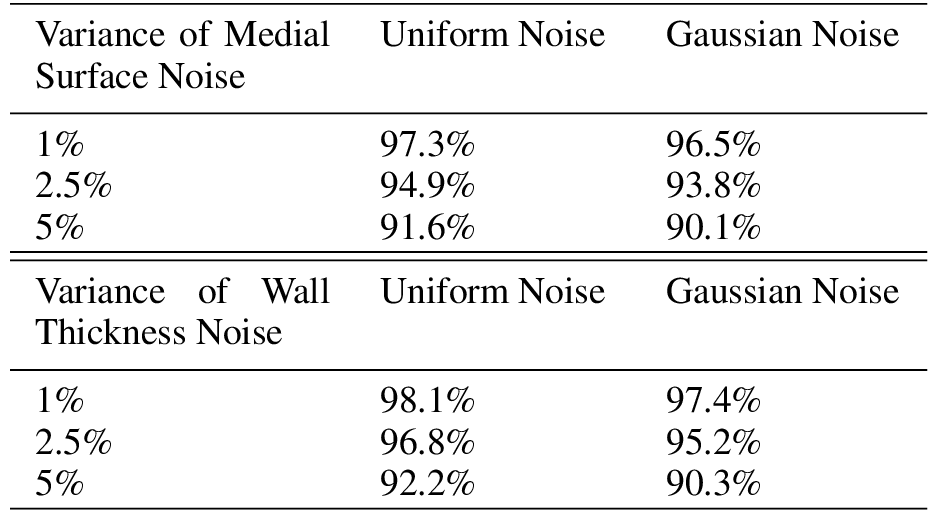 Variance of Medial Uniform Noise Gaussian Noise
Surface Noise
1% 97.3% 96.5%
2.5% 94.9% 93.8%
5% 91.6% 90.1%
Variance of Wall Uniform Noise Gaussian Noise
Thickness Noise
1% 98.1% 97.4%
2.5% 96.8% 95.2%
5% 92.2% 90.3%